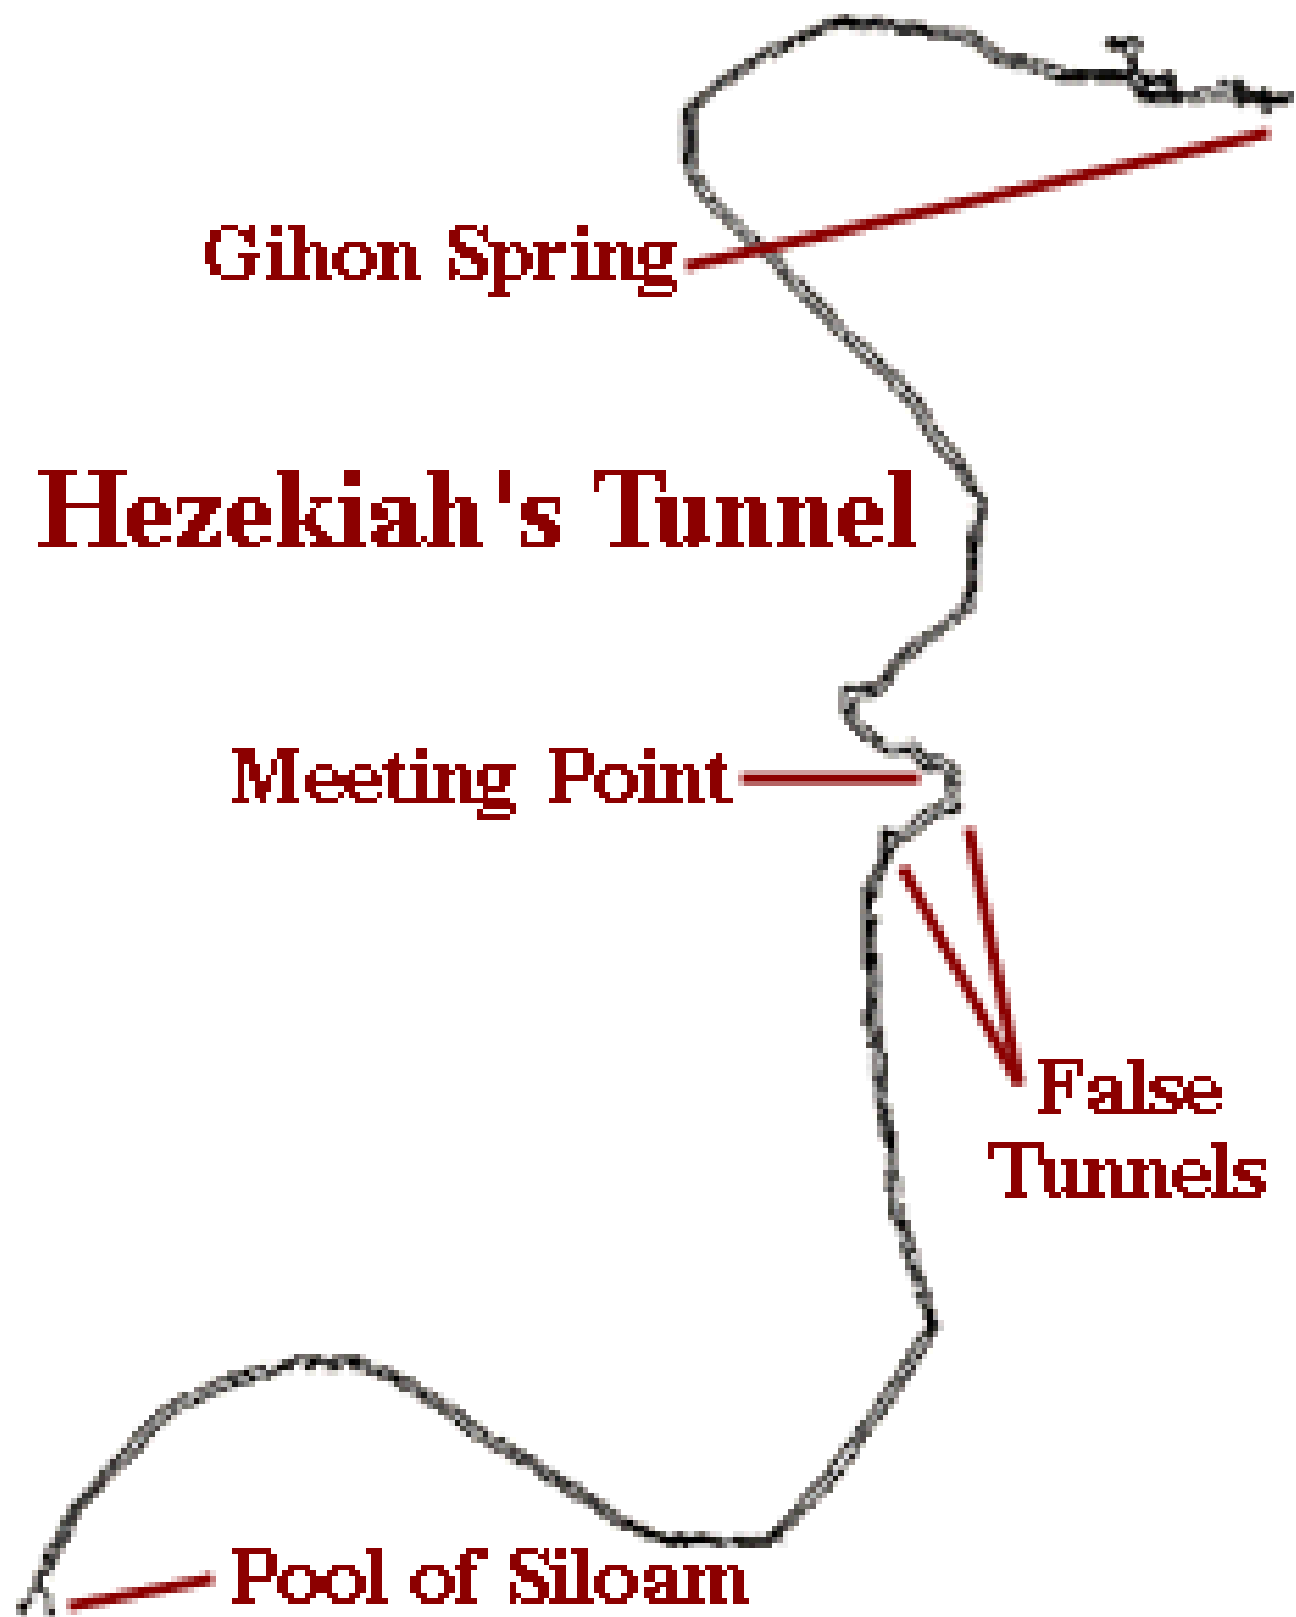 Gihon Spring
Hezekiah's Tunnel
Meeting Point
False
Tunnels
Pool of Siloam